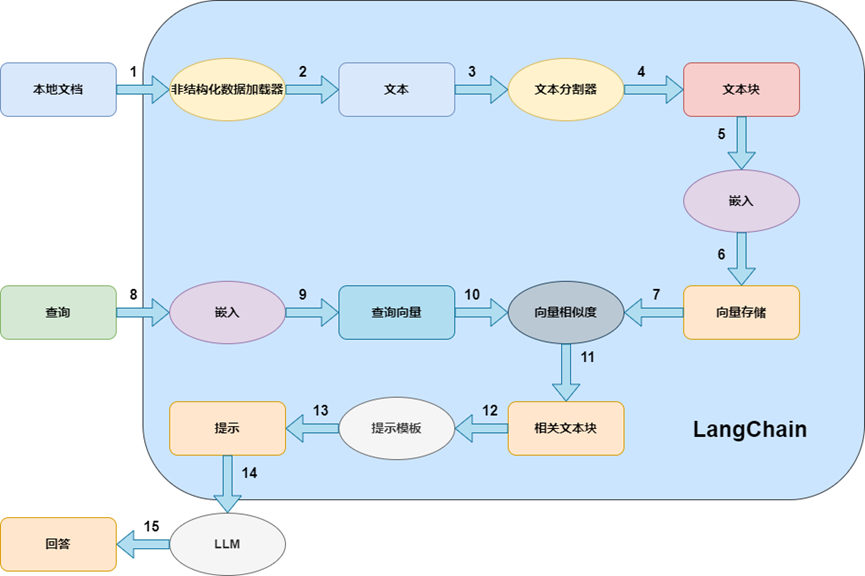 1
2
3
4
本地文档
非结构化数据加载器
文本
文本分割器
文本块
5
嵌入
6
8
9
10
7
查询
嵌入
查询向量
向量相似度
向量存储
11
13
12
提示
提示模板
相关文本块
LangChain
14
15
回答
LLM